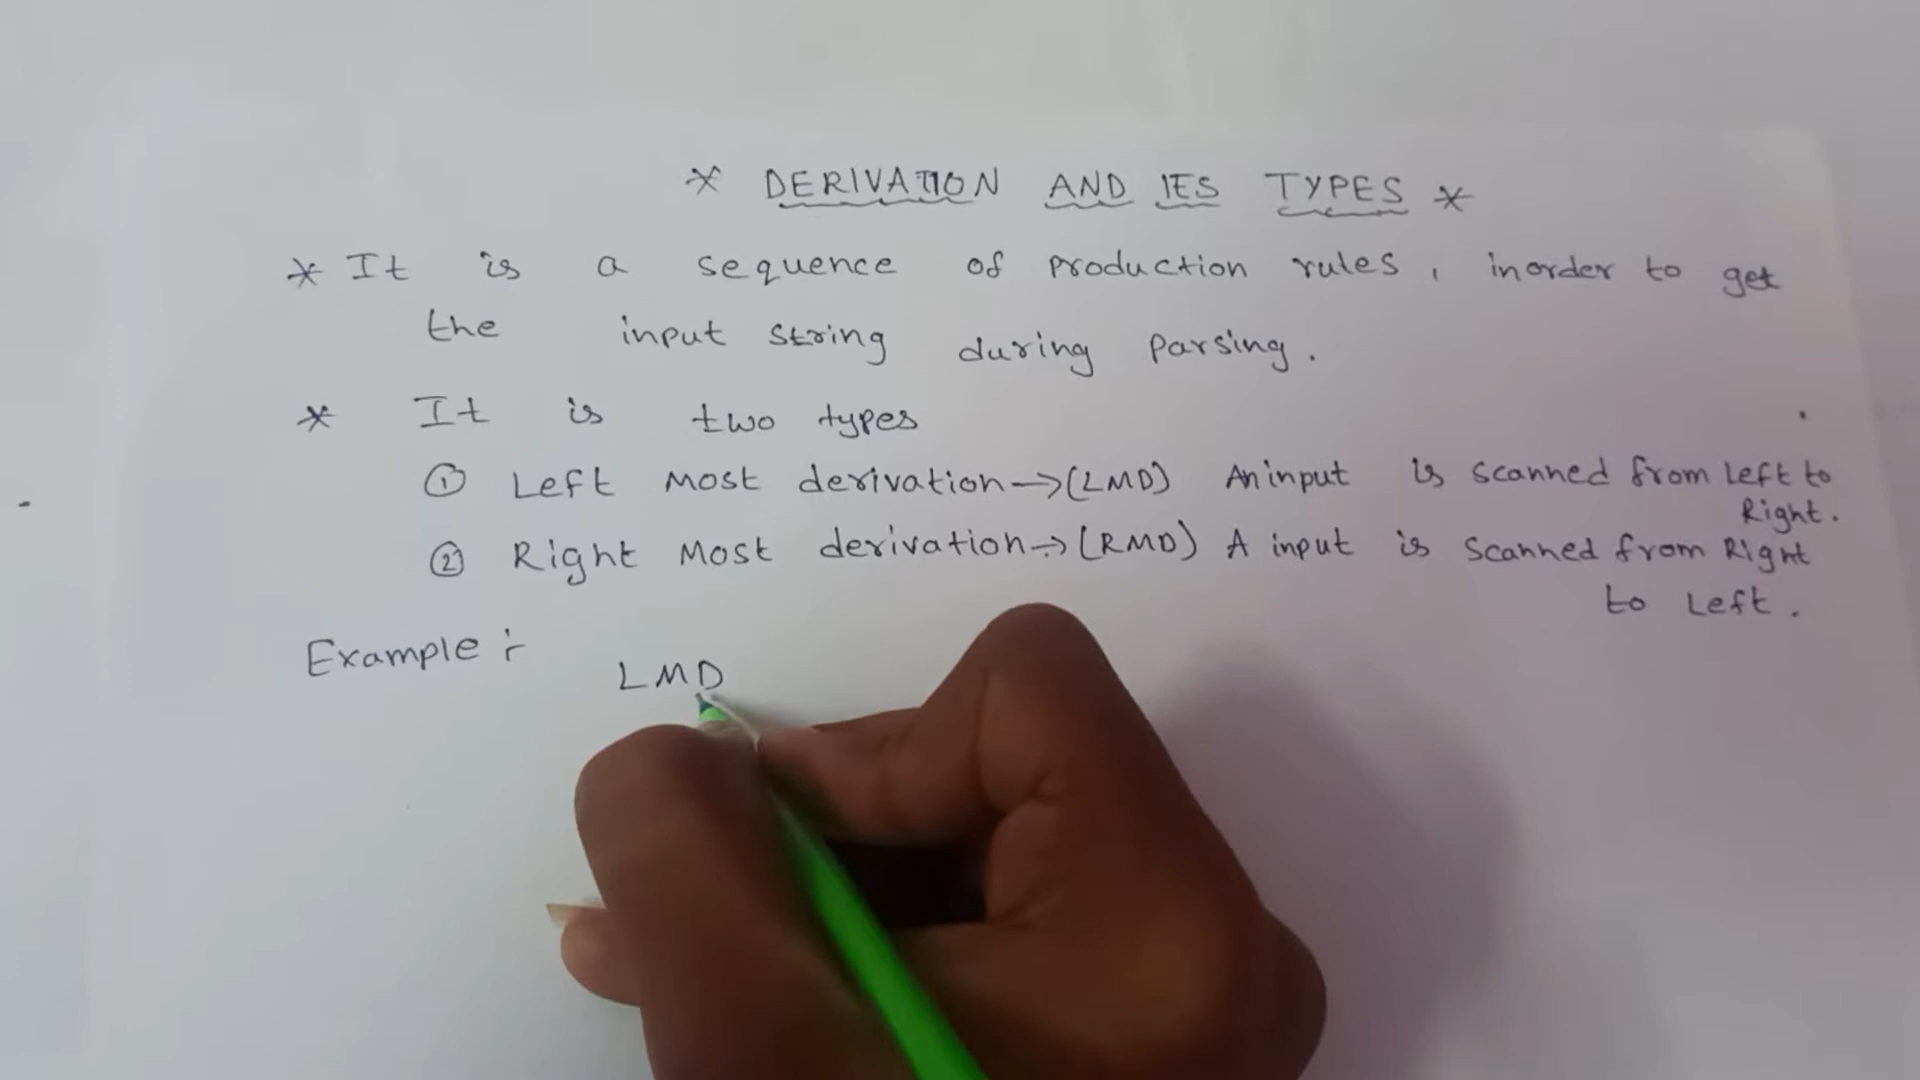 * DERIVATION AND ITS TYPES *
* It is a sequence of production rules, inorder to get
the input string during parsing.
* It is two types
① Left Most derivation→(LMD) An input is scanned from Left to
Right.
② Right Most derivation→(RMD) A input is scanned from Right
to Left.
Example :-
LMD